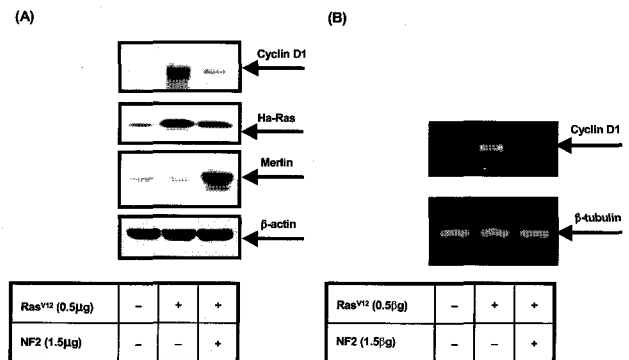 (A)
Cyclin D1
Ha-Ras
Merlin
β-actin
RasV12 (0.5µg) – + +
NF2 (1.5µg) – – +
(B)
Cyclin D1
β-tubulin
RasV12 (0.5βg) – + +
NF2 (1.5βg) – – +